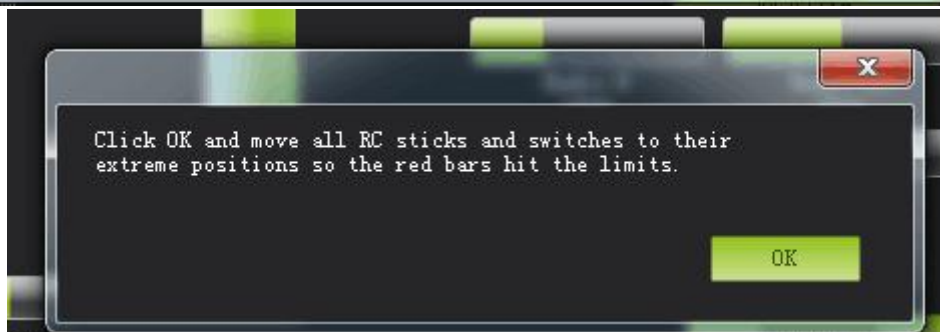 Click OK and move all RC sticks and switches to their
extreme positions so the red bars hit the limits.
OK